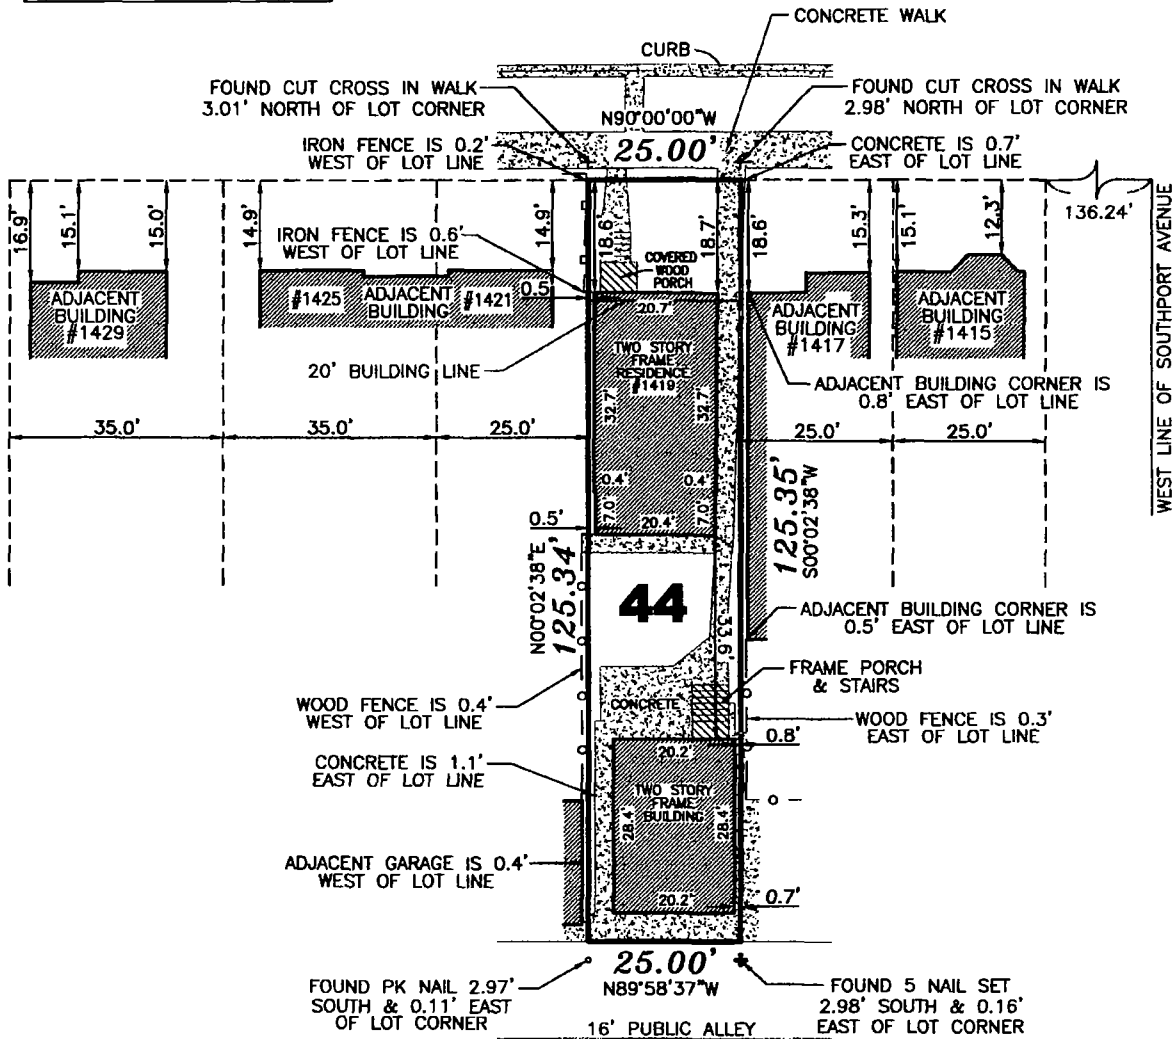 CONCRETE WALK
CURB
FOUND CUT CROSS IN WALK
3.01' NORTH OF LOT CORNER
FOUND CUT CROSS IN WALK
2.98' NORTH OF LOT CORNER
N90°00'00"W
25.00'
IRON FENCE IS 0.2'
WEST OF LOT LINE
CONCRETE IS 0.7'
EAST OF LOT LINE
136.24'
WEST LINE OF SOUTHPORT AVENUE
16.9'
15.1'
15.0'
14.9'
14.9'
18.6'
18.7'
18.6'
15.3'
15.1'
12.3'
IRON FENCE IS 0.6'
WEST OF LOT LINE
COVERED
WOOD
PORCH
ADJACENT
BUILDING
#1429
#1425
ADJACENT
BUILDING
#1421
0.5
20.7'
ADJACENT
BUILDING
#1417
ADJACENT
BUILDING
#1415
20' BUILDING LINE
TWO STORY
FRAME
RESIDENCE
#1419
ADJACENT BUILDING CORNER IS
0.8' EAST OF LOT LINE
32.7'
32.7'
35.0'
35.0'
25.0'
25.0'
25.0'
0.4'
0.4'
7.0'
7.0'
0.5'
20.4'
N00°02'38"E
125.34'
125.35'
S00°02'38"W
44
33.6'
ADJACENT BUILDING CORNER IS
0.5' EAST OF LOT LINE
FRAME PORCH
& STAIRS
WOOD FENCE IS 0.4'
WEST OF LOT LINE
CONCRETE
WOOD FENCE IS 0.3'
EAST OF LOT LINE
0.8'
20.2'
CONCRETE IS 1.1'
EAST OF LOT LINE
TWO STORY
FRAME
BUILDING
28.4'
28.4'
ADJACENT GARAGE IS 0.4'
WEST OF LOT LINE
20.2'
0.7'
25.00'
N89°58'37"W
FOUND PK NAIL 2.97'
SOUTH & 0.11' EAST
OF LOT CORNER
FOUND 5 NAIL SET
2.98' SOUTH & 0.16'
EAST OF LOT CORNER
16' PUBLIC ALLEY